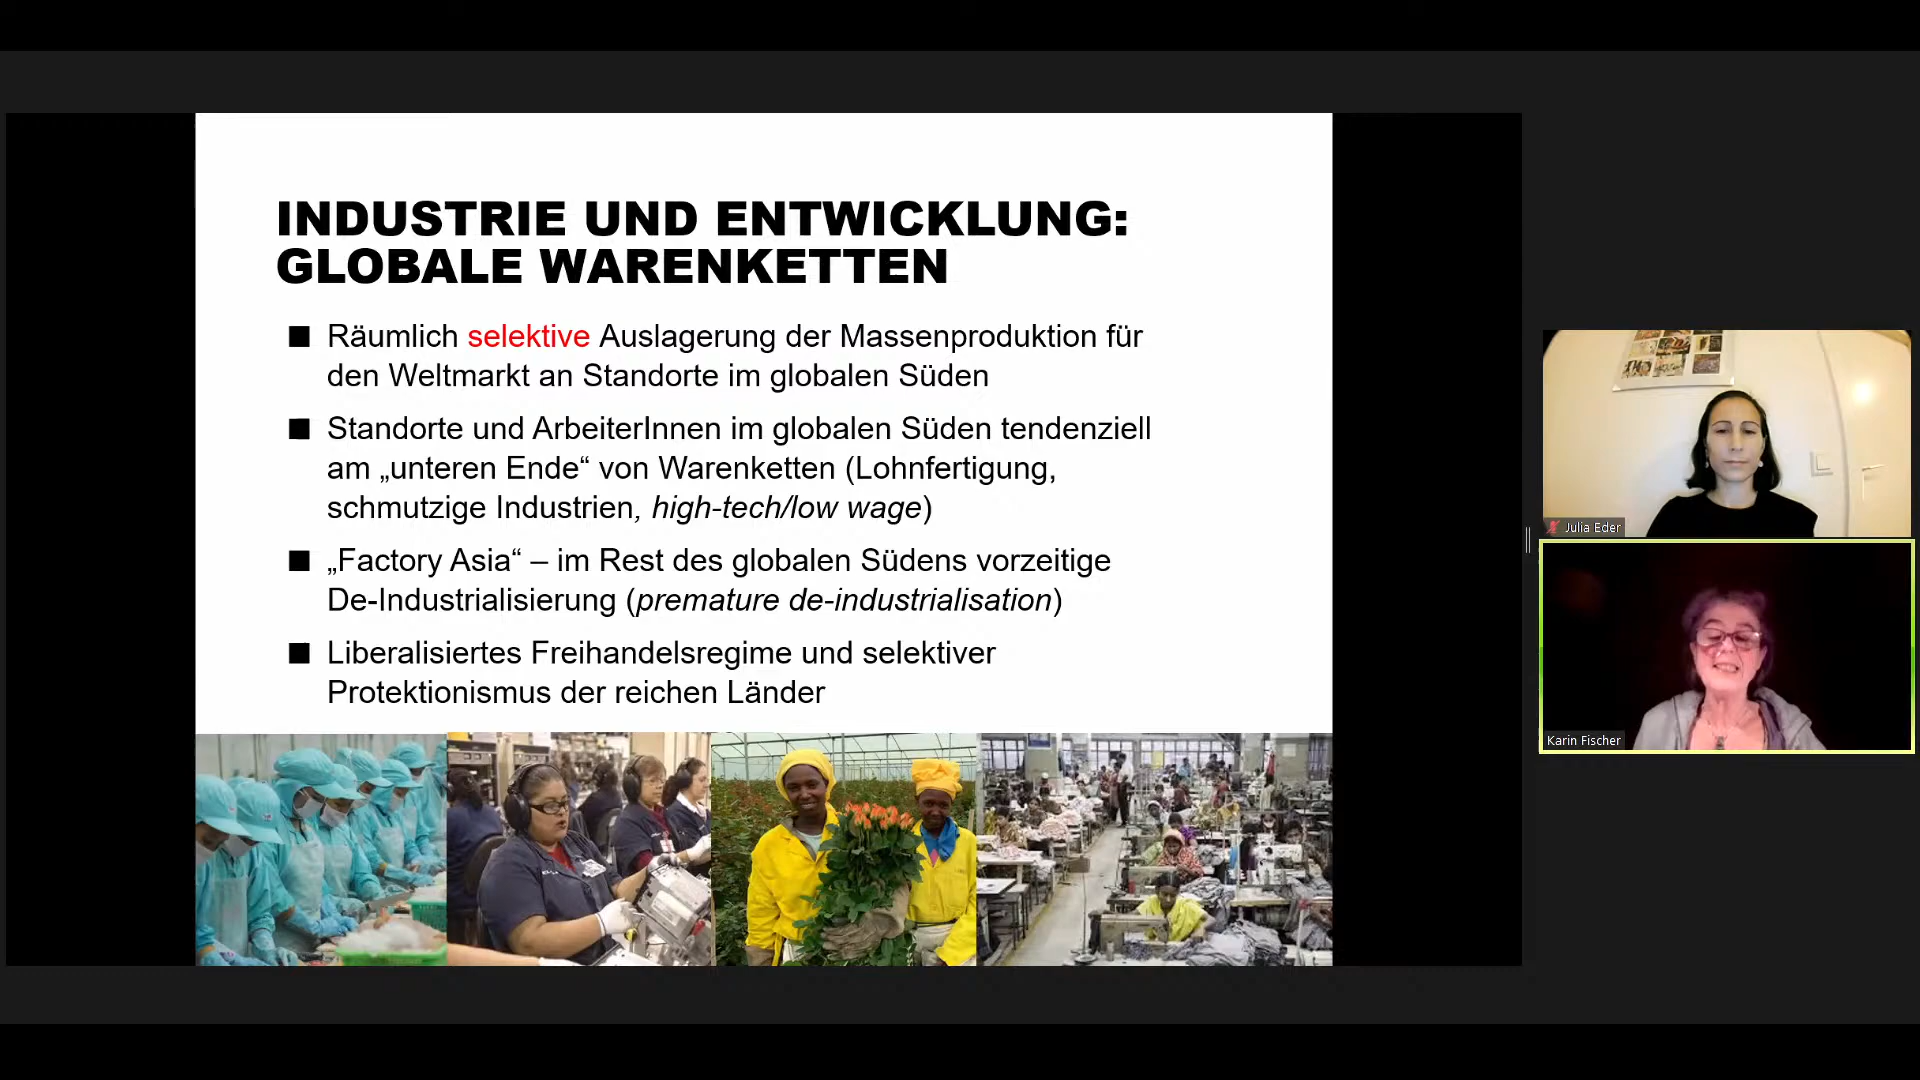 INDUSTRIE UND ENTWICKLUNG:
GLOBALE WARENKETTEN
Räumlich selektive Auslagerung der Massenproduktion für
den Weltmarkt an Standorte im globalen Süden
Standorte und ArbeiterInnen im globalen Süden tendenziell
am „unteren Ende“ von Warenketten (Lohnfertigung,
schmutzige Industrien, high-tech/low wage)
„Factory Asia“ – im Rest des globalen Südens vorzeitige
De-Industrialisierung (premature de-industrialisation)
Liberalisiertes Freihandelsregime und selektiver
Protektionismus der reichen Länder
Julia Eder
Karin Fischer